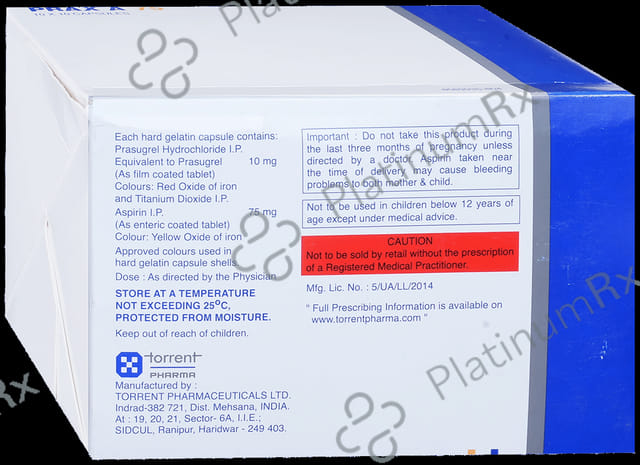 PRAX A 75
10 X 10 CAPSULES
Each hard gelatin capsule contains:
Prasugrel Hydrochloride I.P.
Equivalent to Prasugrel 10 mg
(As film coated tablet)
Colours: Red Oxide of iron
and Titanium Dioxide I.P.
Aspirin I.P. 75 mg
(As enteric coated tablet)
Colour: Yellow Oxide of iron
Approved colours used in
hard gelatin capsule shells.
Dose : As directed by the Physician
STORE AT A TEMPERATURE
NOT EXCEEDING 25°C,
PROTECTED FROM MOISTURE.
Keep out of reach of children.
torrent
PHARMA
Manufactured by :
TORRENT PHARMACEUTICALS LTD.
Indrad-382 721, Dist. Mehsana, INDIA.
At : 19, 20, 21, Sector- 6A, I.I.E.;
SIDCUL, Ranipur, Haridwar - 249 403.
Important : Do not take this product during
the last three months of pregnancy unless
directed by a doctor. Aspirin taken near
the time of delivery may cause bleeding
problems to both mother & child.
Not to be used in children below 12 years of
age except under medical advice.
CAUTION
Not to be sold by retail without the prescription
of a Registered Medical Practitioner.
Mfg. Lic. No. : 5/UA/LL/2014
" Full Prescribing Information is available on
www.torrentpharma.com "
PlatinumRx
PlatinumRx
PlatinumRx
Rx